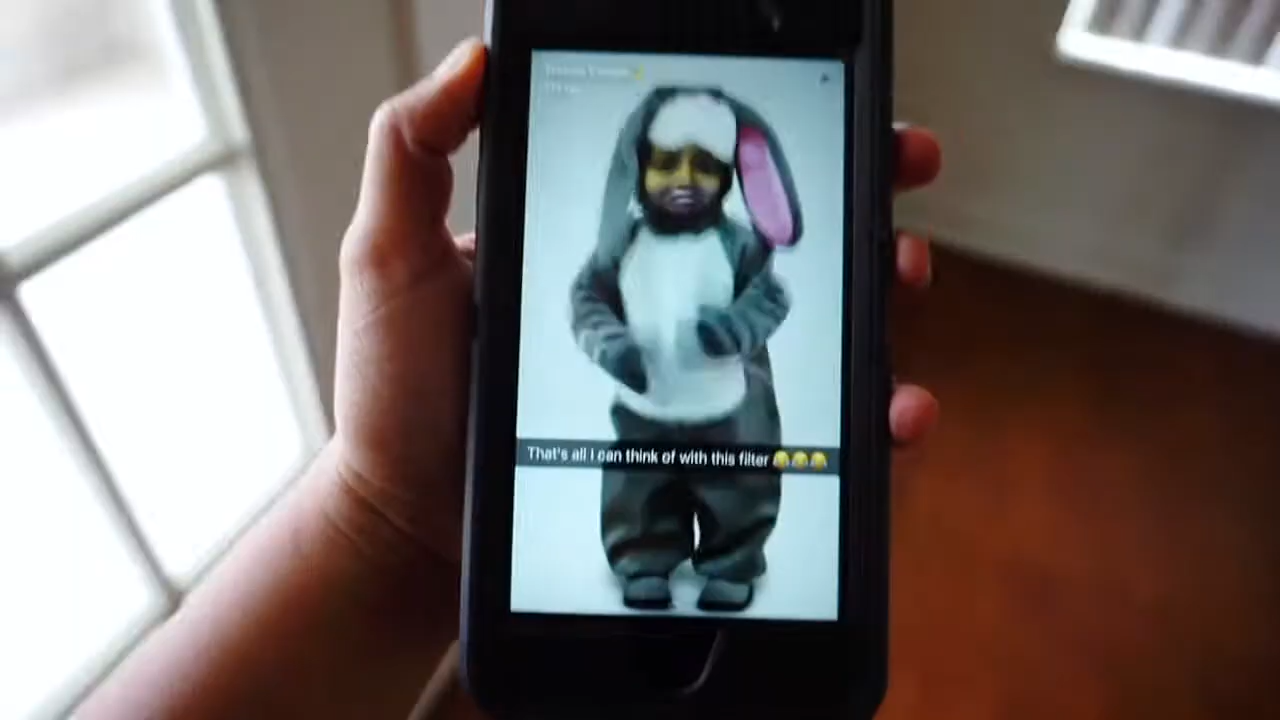 That's all i can think of with this filter 😂😂😂